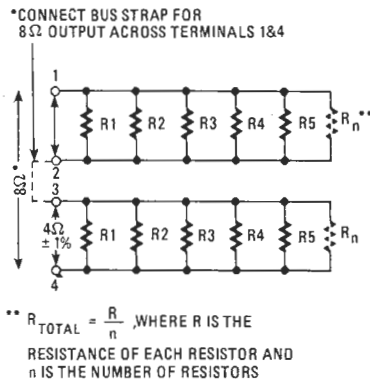 *CONNECT BUS STRAP FOR
8Ω OUTPUT ACROSS TERMINALS 1&4
1
R1 R2 R3 R4 R5 Rn**
2
8Ω*
3
4Ω
± 1%
R1 R2 R3 R4 R5 Rn
4
** RTOTAL = R/n ,WHERE R IS THE
RESISTANCE OF EACH RESISTOR AND
n IS THE NUMBER OF RESISTORS